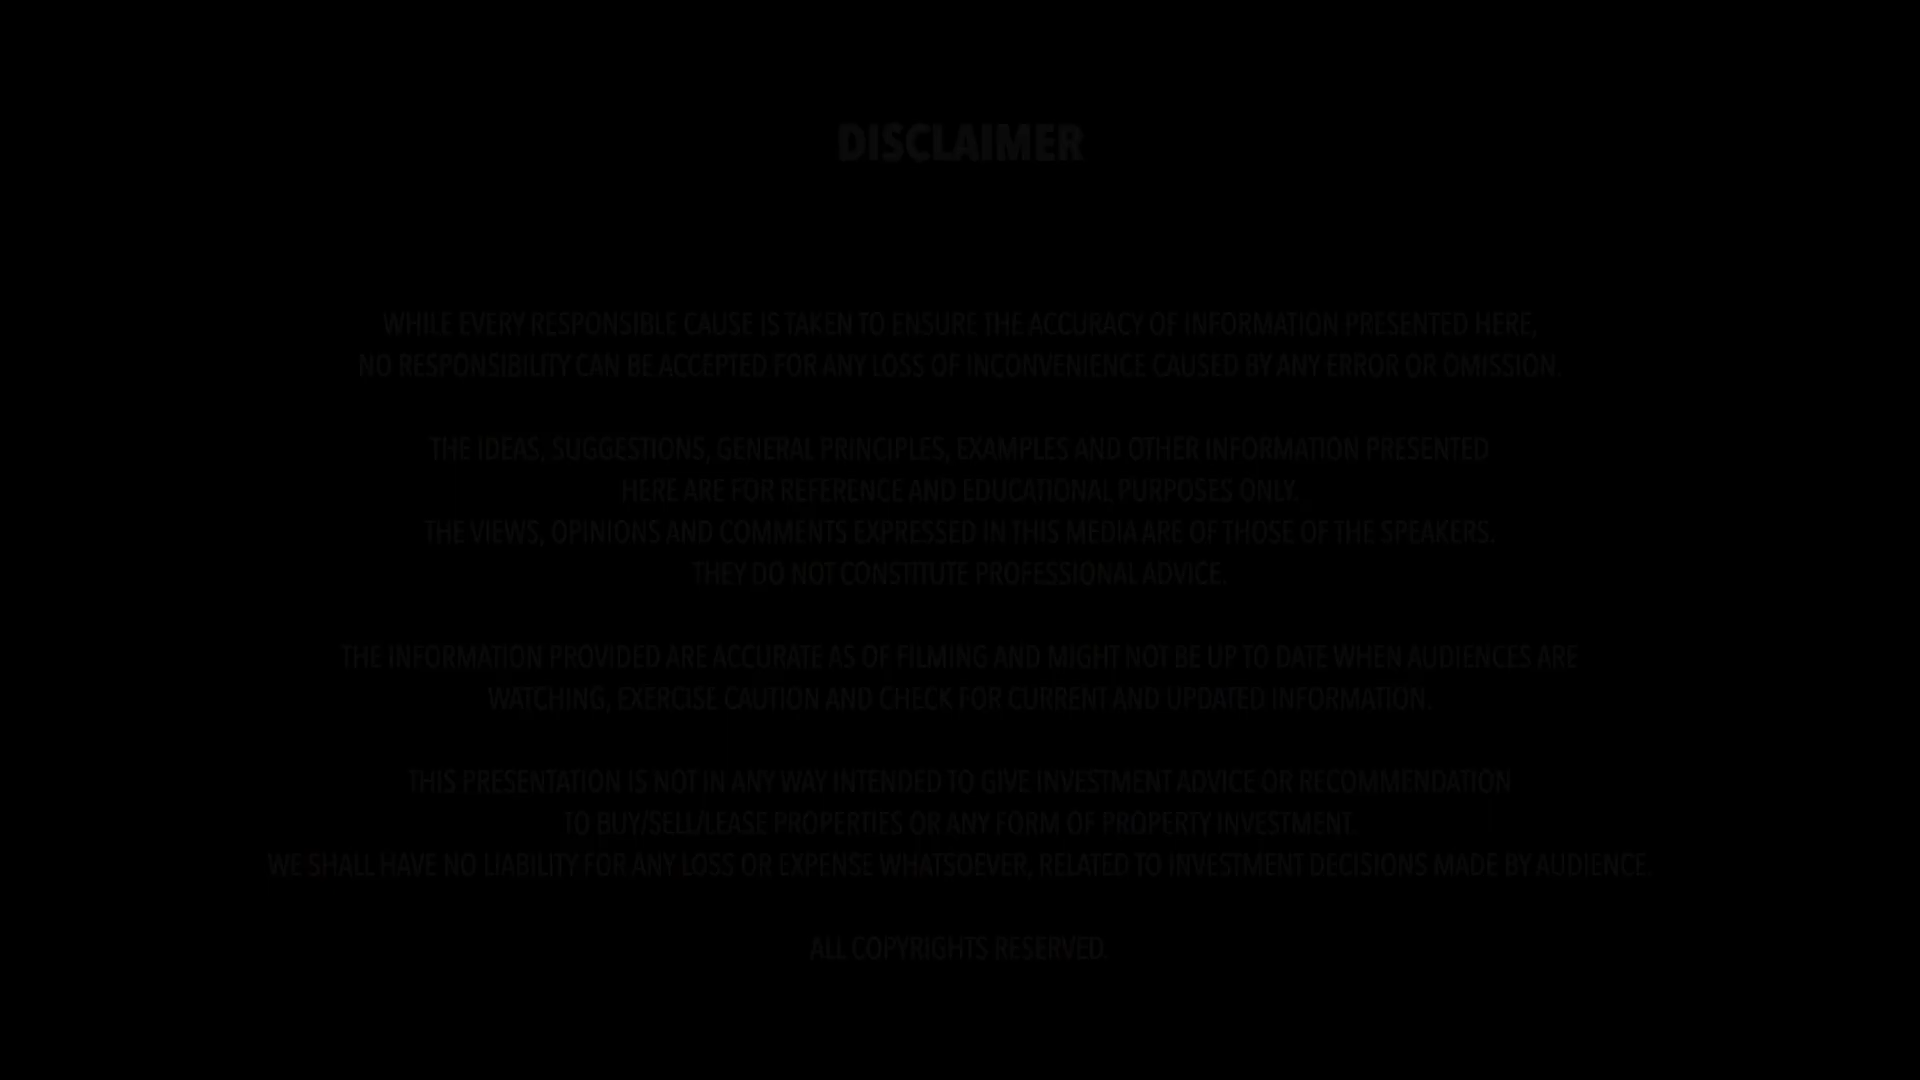 DISCLAIMER
WHILE EVERY RESPONSIBLE CAUSE IS TAKEN TO ENSURE THE ACCURACY OF INFORMATION PRESENTED HERE,
NO RESPONSIBILITY CAN BE ACCEPTED FOR ANY LOSS OF INCONVENIENCE CAUSED BY ANY ERROR OR OMISSION.
THE IDEAS, SUGGESTIONS, GENERAL PRINCIPLES, EXAMPLES AND OTHER INFORMATION PRESENTED
HERE ARE FOR REFERENCE AND EDUCATIONAL PURPOSES ONLY.
THE VIEWS, OPINIONS AND COMMENTS EXPRESSED IN THIS MEDIA ARE OF THOSE OF THE SPEAKERS.
THEY DO NOT CONSTITUTE PROFESSIONAL ADVICE.
THE INFORMATION PROVIDED ARE ACCURATE AS OF FILMING AND MIGHT NOT BE UP TO DATE WHEN AUDIENCES ARE
WATCHING, EXERCISE CAUTION AND CHECK FOR CURRENT AND UPDATED INFORMATION.
THIS PRESENTATION IS NOT IN ANY WAY INTENDED TO GIVE INVESTMENT ADVICE OR RECOMMENDATION
TO BUY/SELL/LEASE PROPERTIES OR ANY FORM OF PROPERTY INVESTMENT.
WE SHALL HAVE NO LIABILITY FOR ANY LOSS OR EXPENSE WHATSOEVER, RELATED TO INVESTMENT DECISIONS MADE BY AUDIENCE.
ALL COPYRIGHTS RESERVED.